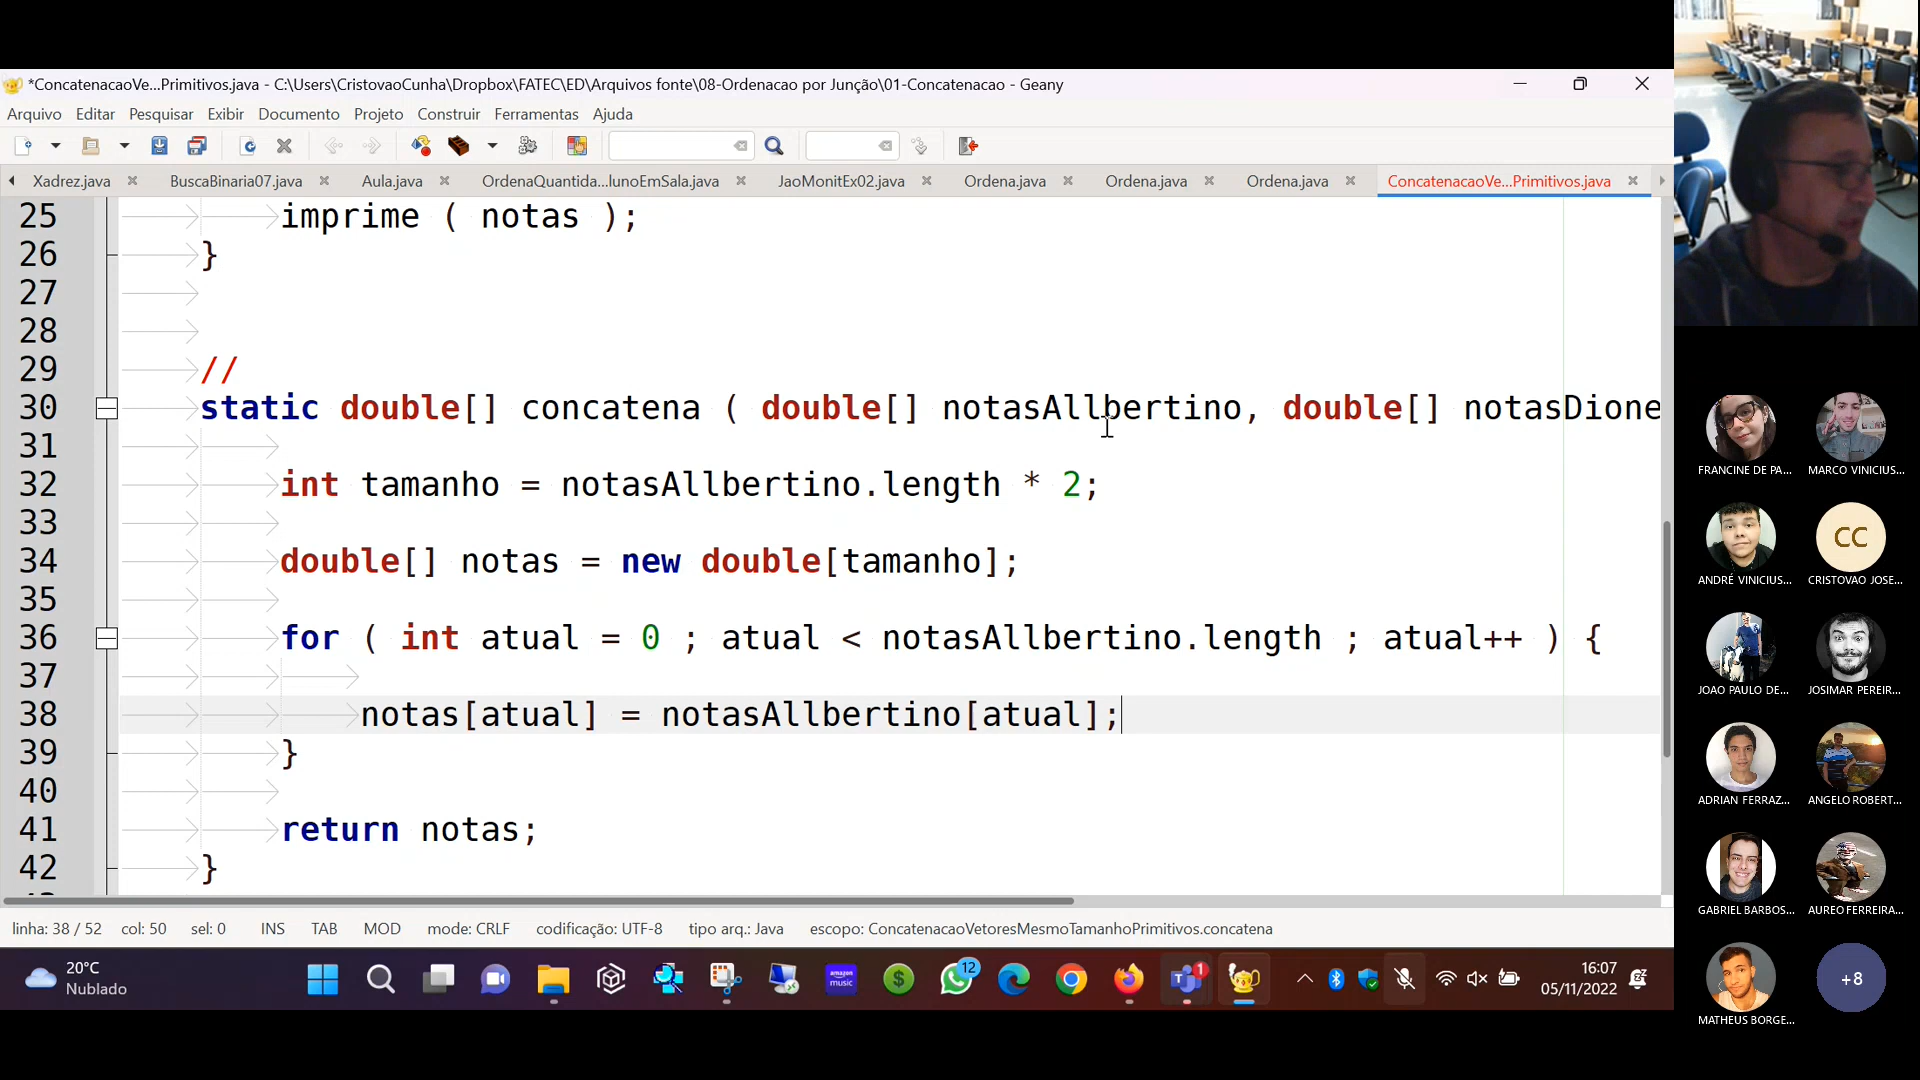 *ConcatenacaoVe...Primitivos.java - C:\Users\CristovaoCunha\Dropbox\FATEC\ED\Arquivos fonte\08-Ordenacao por Junção\01-Concatenacao - Geany
Arquivo Editar Pesquisar Exibir Documento Projeto Construir Ferramentas Ajuda
Xadrez.java BuscaBinaria07.java Aula.java OrdenaQuantida...lunoEmSala.java JaoMonitEx02.java Ordena.java Ordena.java Ordena.java ConcatenacaoVe...Primitivos.java
25 imprime ( notas );
26 }
27
28
29 //
30 static double[] concatena ( double[] notasAllbertino, double[] notasDione
31
32 int tamanho = notasAllbertino.length * 2;
33
34 double[] notas = new double[tamanho];
35
36 for ( int atual = 0 ; atual < notasAllbertino.length ; atual++ ) {
37
38 notas[atual] = notasAllbertino[atual];
39 }
40
41 return notas;
42 }
linha: 38 / 52 col: 50 sel: 0 INS TAB MOD mode: CRLF codificação: UTF-8 tipo arq.: Java escopo: ConcatenacaoVetoresMesmoTamanhoPrimitivos.concatena
20°C
Nublado
amazon music
$
12
1
16:07
05/11/2022
FRANCINE DE PA... MARCO VINICIUS...
CC
ANDRÉ VINICIUS... CRISTOVAO JOSE...
JOAO PAULO DE... JOSIMAR PEREIR...
ADRIAN FERRAZ... ANGELO ROBERT...
GABRIEL BARBOS... AUREO FERREIRA...
+8
MATHEUS BORGE...